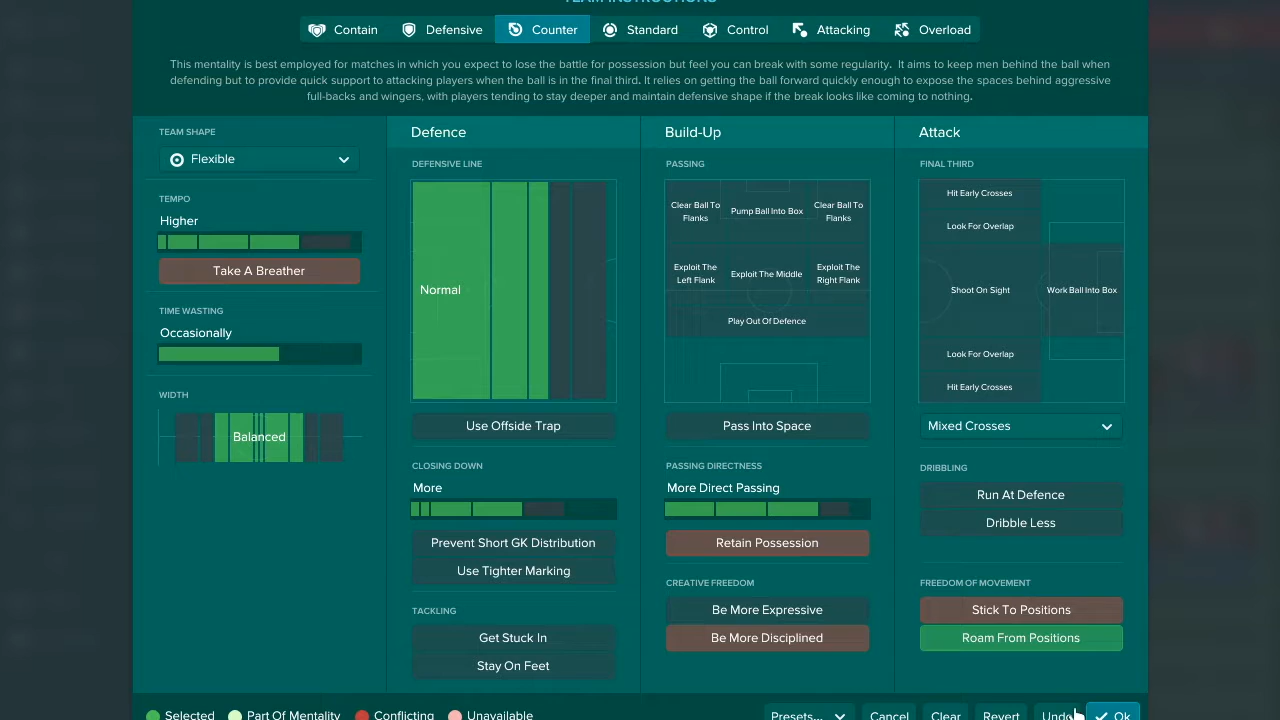 TEAM INSTRUCTIONS
Contain
Defensive
Counter
Standard
Control
Attacking
Overload
This mentality is best employed for matches in which you expect to lose the battle for possession but feel you can break with some regularity. It aims to keep men behind the ball when
defending but to provide quick support to attacking players when the ball is in the final third. It relies on getting the ball forward quickly enough to expose the spaces behind aggressive
full-backs and wingers, with players tending to stay deeper and maintain defensive shape if the break looks like coming to nothing.
TEAM SHAPE
Flexible
TEMPO
Higher
Take A Breather
TIME WASTING
Occasionally
WIDTH
Balanced
Defence
DEFENSIVE LINE
Normal
Use Offside Trap
CLOSING DOWN
More
Prevent Short GK Distribution
Use Tighter Marking
TACKLING
Get Stuck In
Stay On Feet
Build-Up
PASSING
Clear Ball To
Flanks
Pump Ball Into Box
Clear Ball To
Flanks
Exploit The
Left Flank
Exploit The Middle
Exploit The
Right Flank
Play Out Of Defence
Pass Into Space
PASSING DIRECTNESS
More Direct Passing
Retain Possession
CREATIVE FREEDOM
Be More Expressive
Be More Disciplined
Attack
FINAL THIRD
Hit Early Crosses
Look For Overlap
Shoot On Sight
Work Ball Into Box
Look For Overlap
Hit Early Crosses
Mixed Crosses
DRIBBLING
Run At Defence
Dribble Less
FREEDOM OF MOVEMENT
Stick To Positions
Roam From Positions
Selected
Part Of Mentality
Conflicting
Unavailable
Presets...
Cancel
Clear
Revert
Undo
Ok